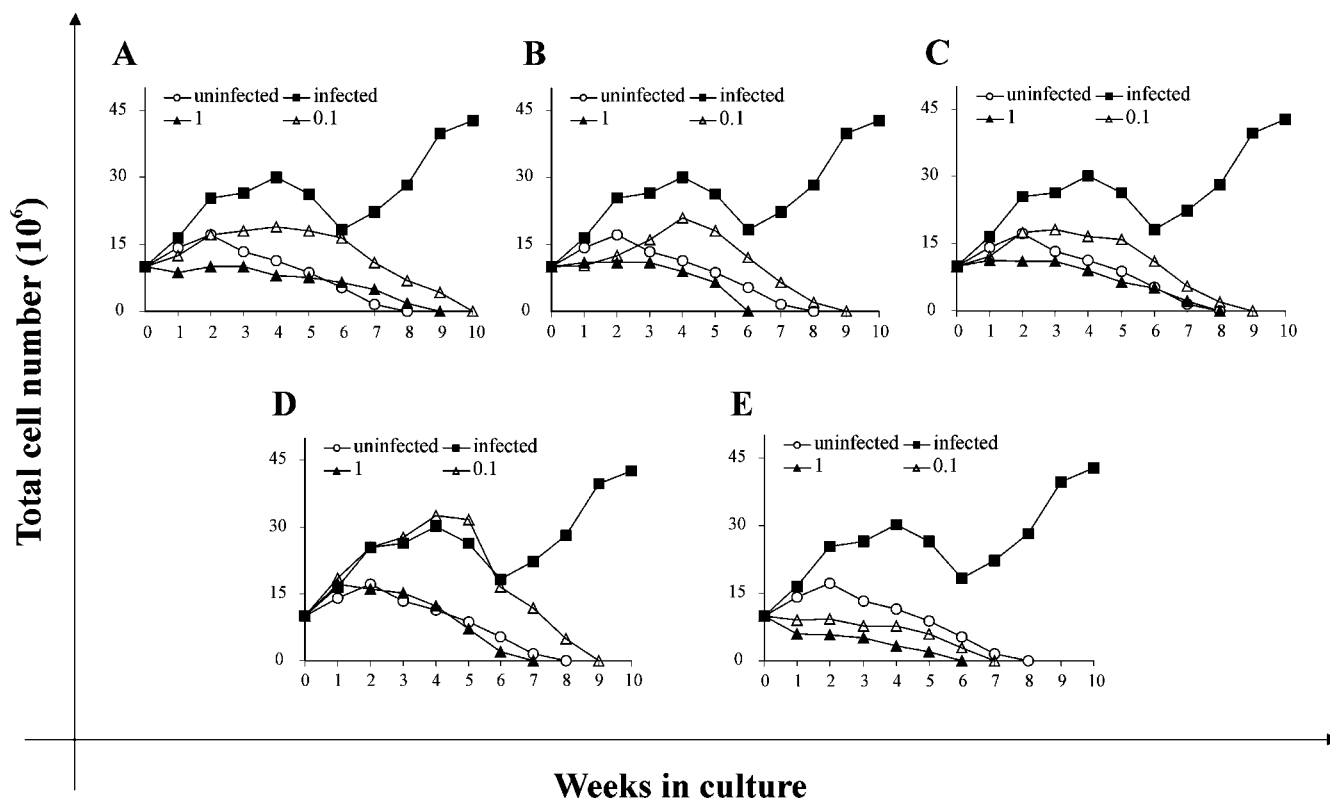 Total cell number (10⁶)
A
uninfected infected
1 0.1
45
30
15
0
0 1 2 3 4 5 6 7 8 9 10
B
uninfected infected
1 0.1
45
30
15
0
0 1 2 3 4 5 6 7 8 9 10
C
uninfected infected
1 0.1
45
30
15
0
0 1 2 3 4 5 6 7 8 9 10
D
uninfected infected
1 0.1
45
30
15
0
0 1 2 3 4 5 6 7 8 9 10
E
uninfected infected
1 0.1
45
30
15
0
0 1 2 3 4 5 6 7 8 9 10
Weeks in culture